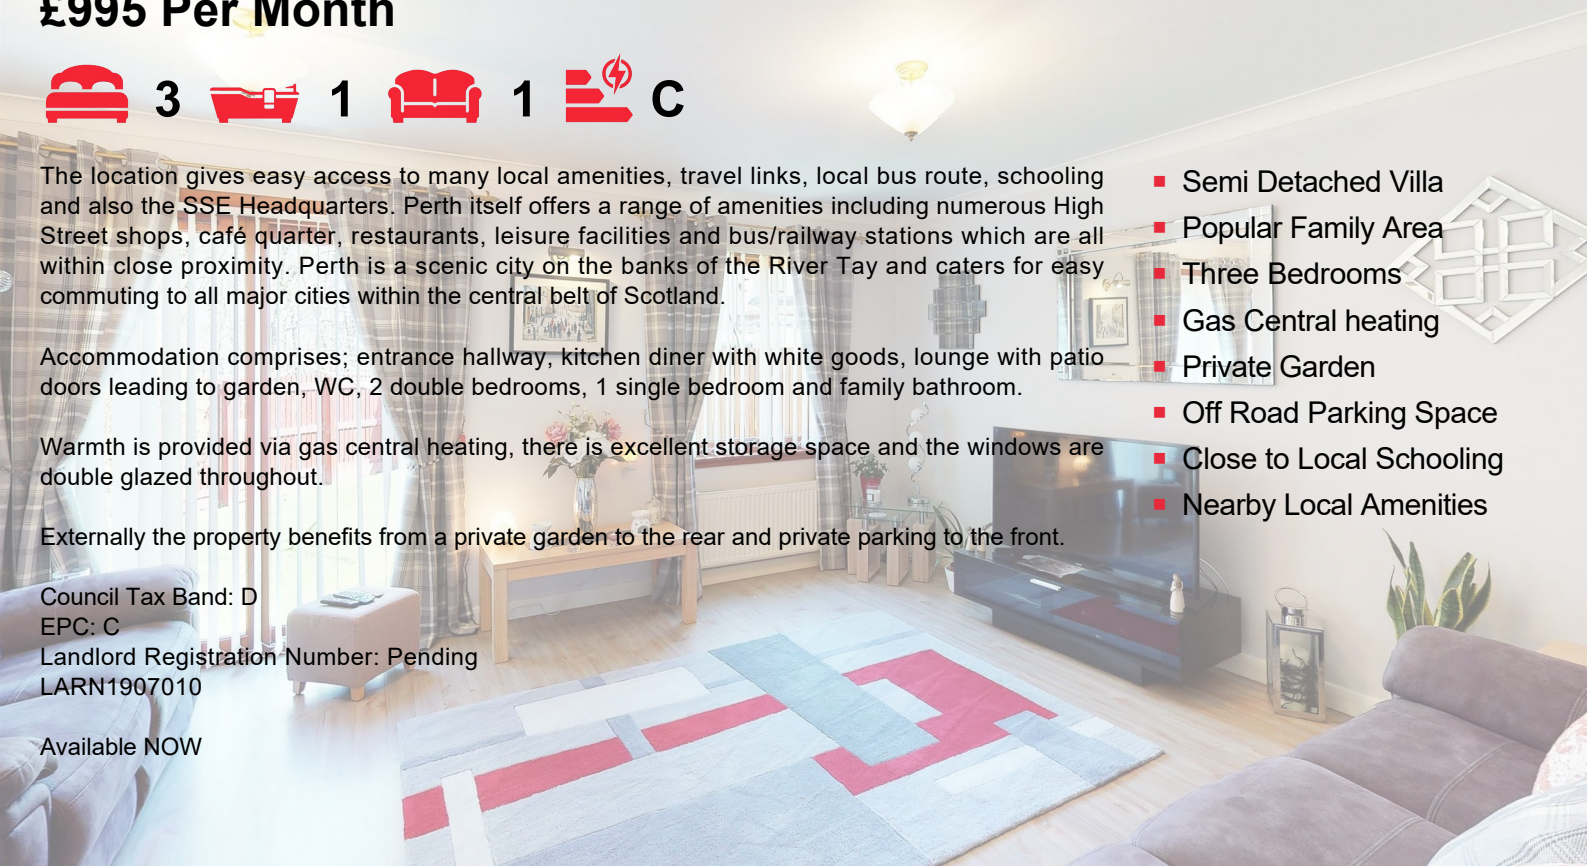 £995 Per Month
3 1 1 C
The location gives easy access to many local amenities, travel links, local bus route, schooling
and also the SSE Headquarters. Perth itself offers a range of amenities including numerous High
Street shops, café quarter, restaurants, leisure facilities and bus/railway stations which are all
within close proximity. Perth is a scenic city on the banks of the River Tay and caters for easy
commuting to all major cities within the central belt of Scotland.
Accommodation comprises; entrance hallway, kitchen diner with white goods, lounge with patio
doors leading to garden, WC, 2 double bedrooms, 1 single bedroom and family bathroom.
Warmth is provided via gas central heating, there is excellent storage space and the windows are
double glazed throughout.
Externally the property benefits from a private garden to the rear and private parking to the front.
Council Tax Band: D
EPC: C
Landlord Registration Number: Pending
LARN1907010
Available NOW
Semi Detached Villa
Popular Family Area
Three Bedrooms
Gas Central heating
Private Garden
Off Road Parking Space
Close to Local Schooling
Nearby Local Amenities